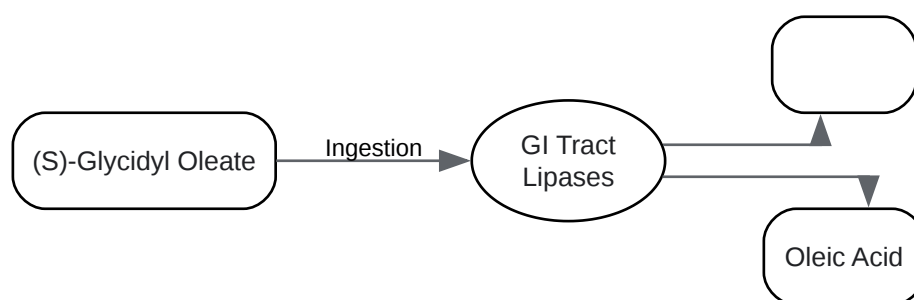 (S)-Glycidyl Oleate
Ingestion
GI Tract
Lipases
Oleic Acid